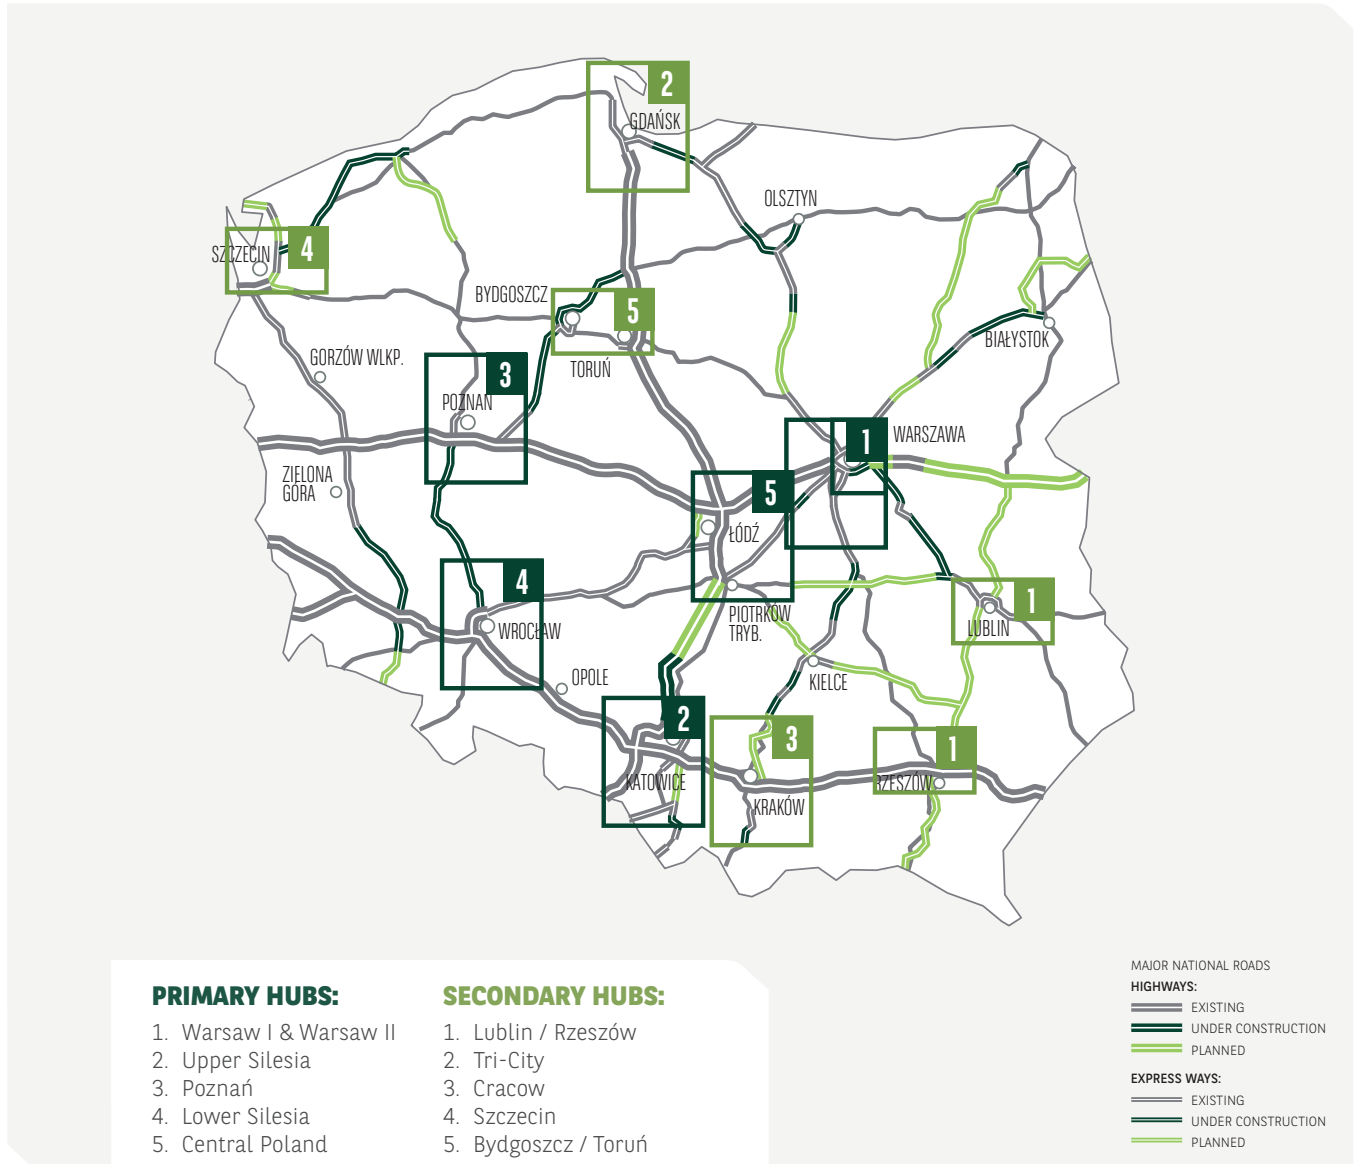 2
GDAŃSK
OLSZTYN
SZCZECIN
4
BYDGOSZCZ
5
BIAŁYSTOK
GORZÓW WLKP.
TORUŃ
3
POZNAŃ
1
WARSZAWA
ZIELONA
GÓRA
5
ŁÓDŹ
4
WROCŁAW
PIOTRKÓW
TRYB.
1
LUBLIN
OPOLE
KIELCE
2
3
1
KATOWICE
KRAKÓW
RZESZÓW
PRIMARY HUBS:
1. Warsaw I & Warsaw II
2. Upper Silesia
3. Poznań
4. Lower Silesia
5. Central Poland
SECONDARY HUBS:
1. Lublin / Rzeszów
2. Tri-City
3. Cracow
4. Szczecin
5. Bydgoszcz / Toruń
MAJOR NATIONAL ROADS
HIGHWAYS:
EXISTING
UNDER CONSTRUCTION
PLANNED
EXPRESS WAYS:
EXISTING
UNDER CONSTRUCTION
PLANNED